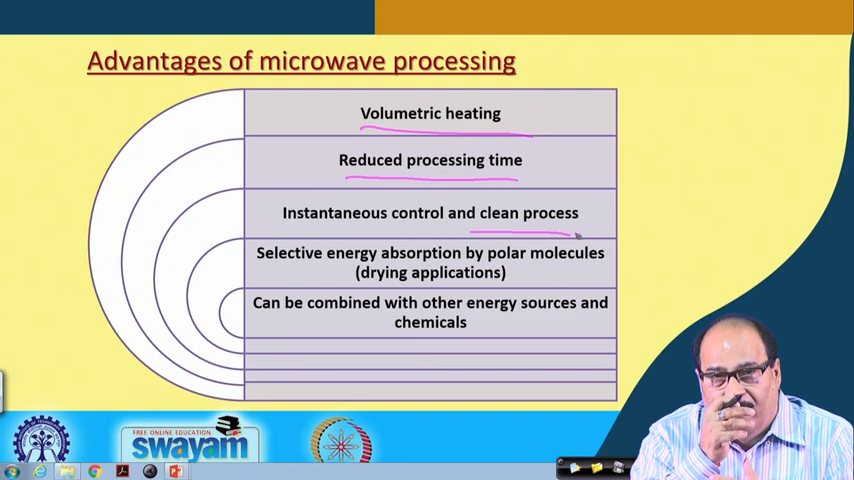 Advantages of microwave processing
Volumetric heating
Reduced processing time
Instantaneous control and clean process
Selective energy absorption by polar molecules
(drying applications)
Can be combined with other energy sources and
chemicals
FREE ONLINE EDUCATION
swayam